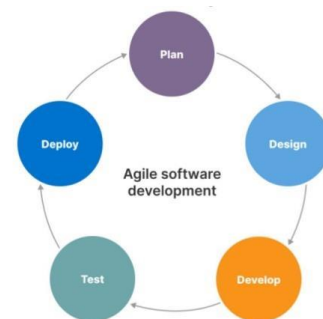 Plan
Deploy
Design
Agile software
development
Test
Develop